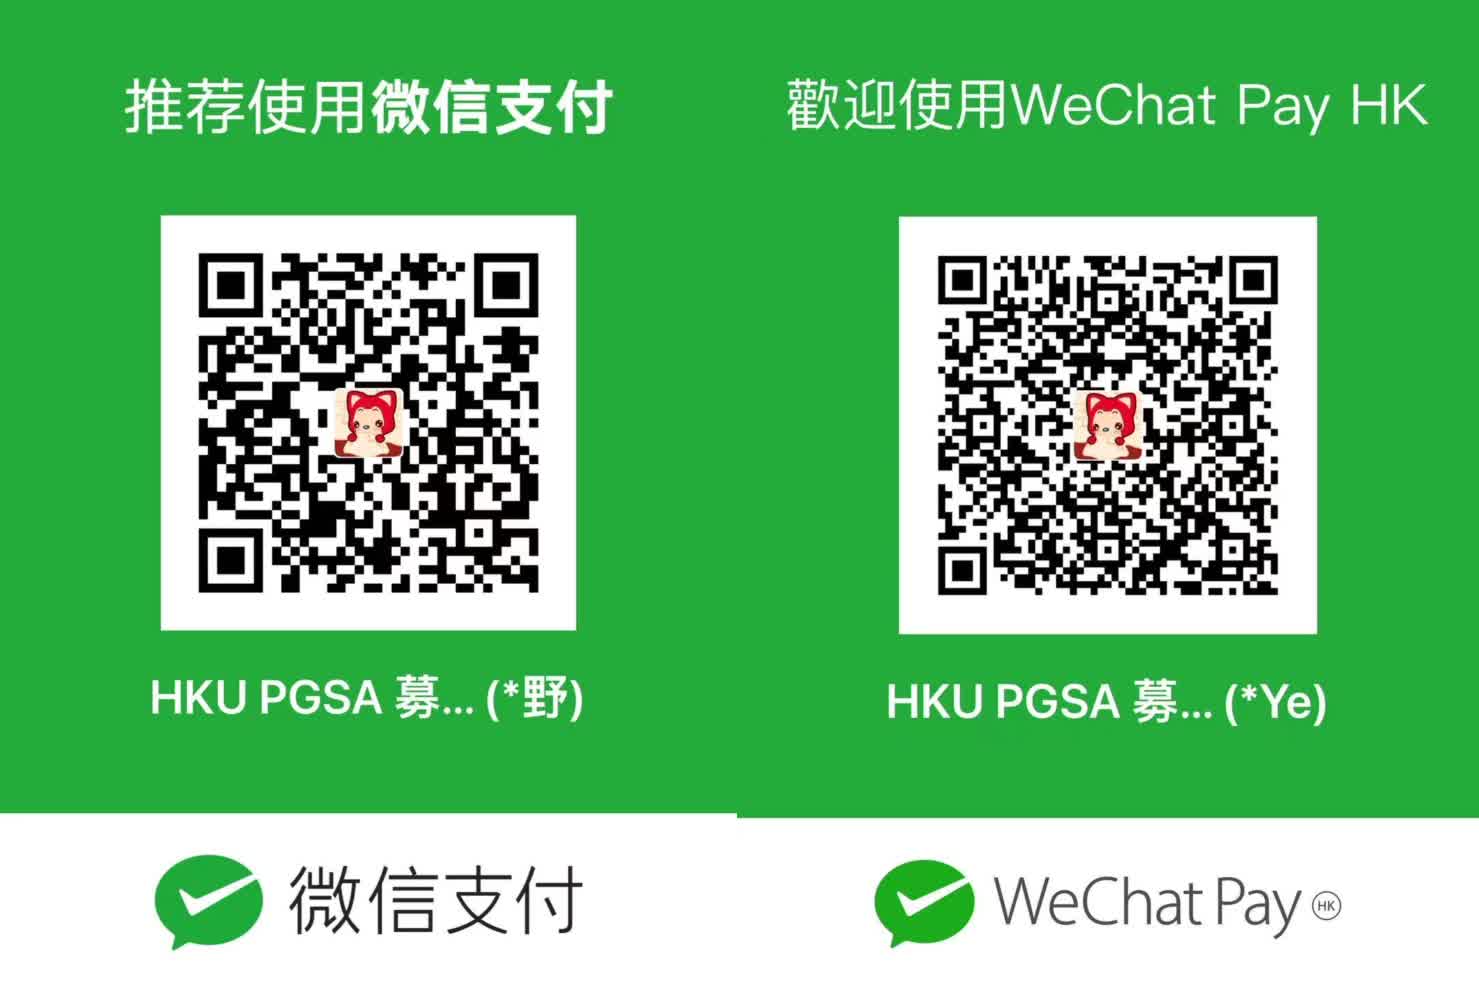 推荐使用微信支付
HKU PGSA 募... (*野)
微信支付
歡迎使用WeChat Pay HK
HKU PGSA 募... (*Ye)
WeChat Pay HK